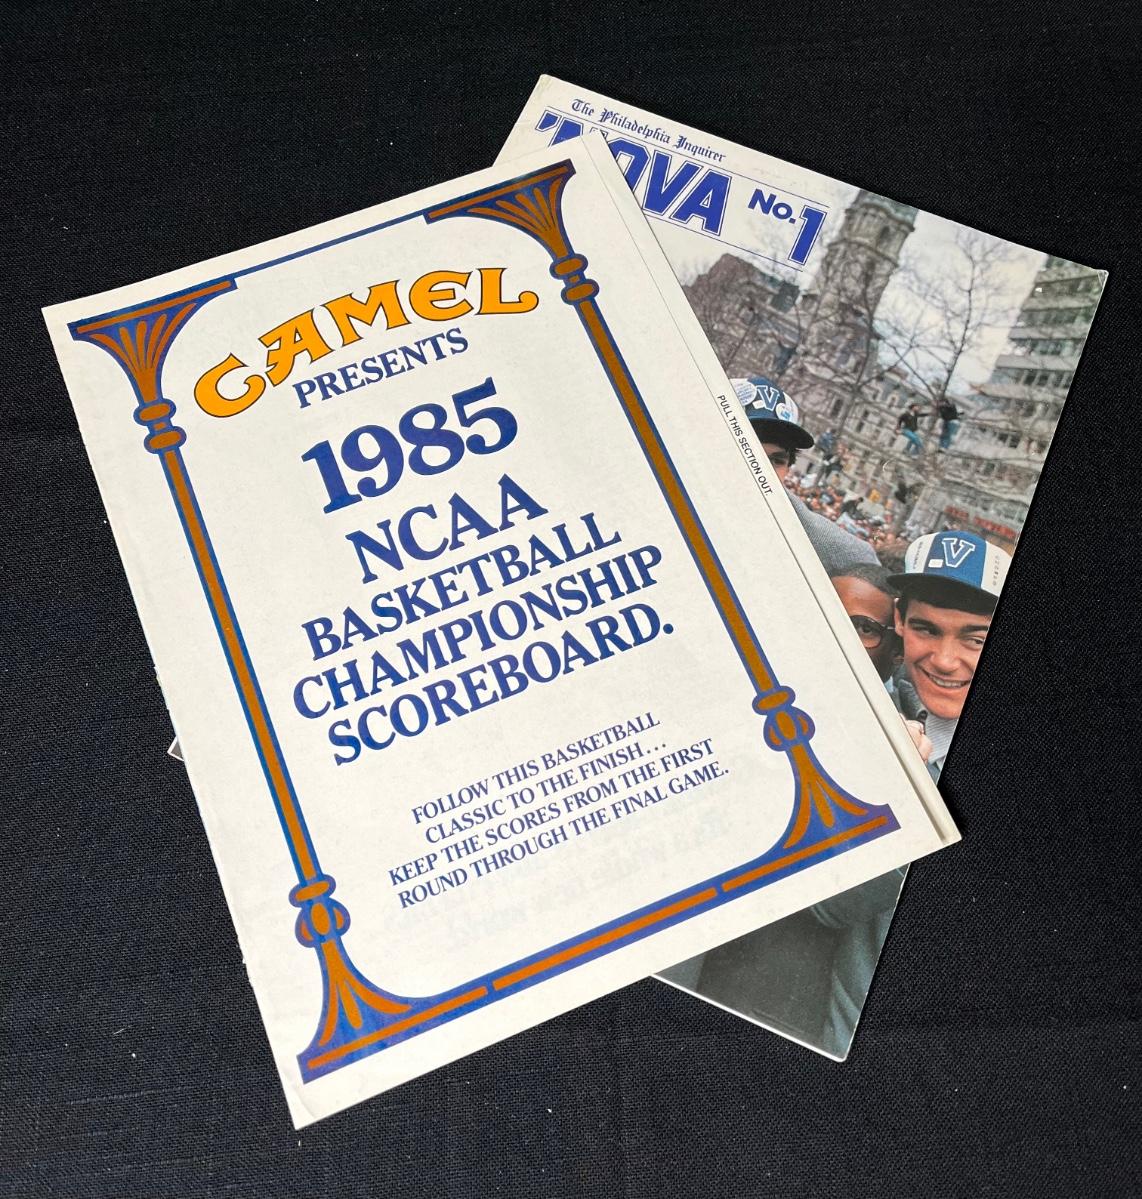 The Philadelphia Inquirer
'NOVA
No. 1
CAMEL
PRESENTS
1985
NCAA
BASKETBALL
CHAMPIONSHIP
SCOREBOARD.
FOLLOW THIS BASKETBALL
CLASSIC TO THE FINISH...
KEEP THE SCORES FROM THE FIRST
ROUND THROUGH THE FINAL GAME.
PULL THIS SECTION OUT.
V
V